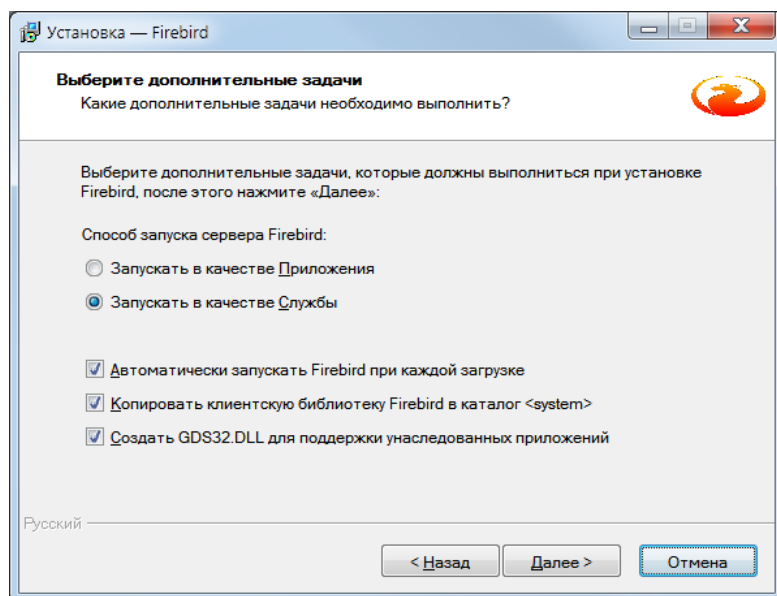 Установка — Firebird
Выберите дополнительные задачи
Какие дополнительные задачи необходимо выполнить?
Выберите дополнительные задачи, которые должны выполниться при установке
Firebird, после этого нажмите «Далее»:
Способ запуска сервера Firebird:
Запускать в качестве Приложения
Запускать в качестве Службы
Автоматически запускать Firebird при каждой загрузке
Копировать клиентскую библиотеку Firebird в каталог <system>
Создать GDS32.DLL для поддержки унаследованных приложений
Русский
< Назад Далее > Отмена